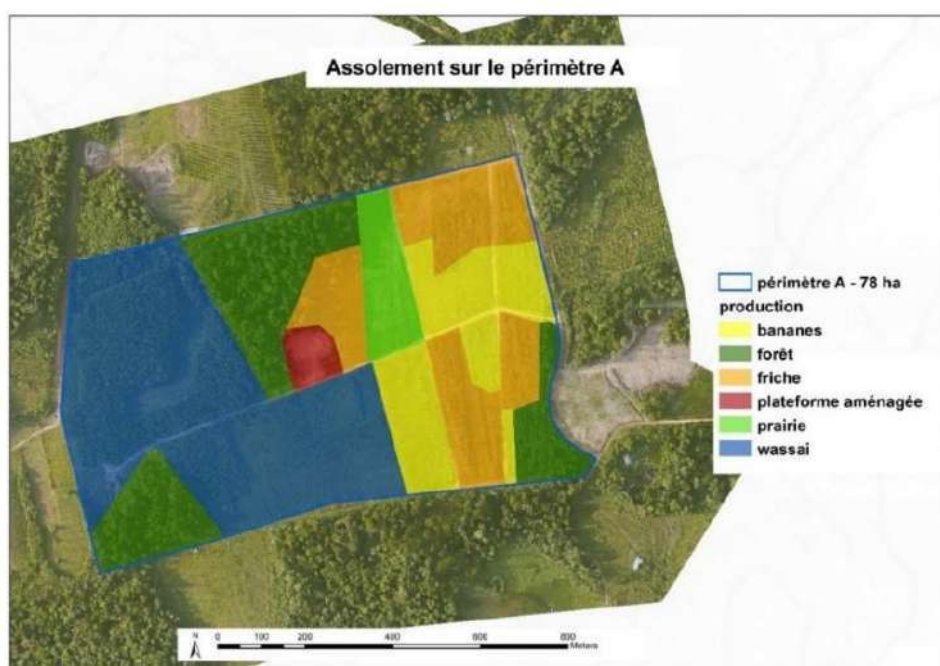 Assolement sur le périmètre A
périmètre A - 78 ha
production
bananes
forêt
friche
plateforme aménagée
prairie
wassai
N
0 100 200 400 600 800
Meters